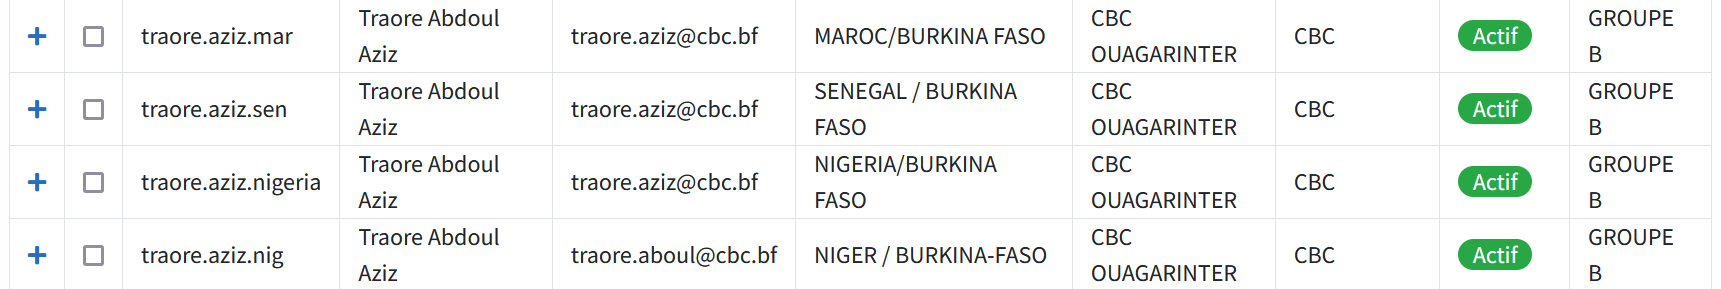 traore.aziz.mar
Traore Abdoul
Aziz
traore.aziz@cbc.bf
MAROC/BURKINA FASO
CBC
OUAGARINTER
CBC
Actif
GROUPE
B
traore.aziz.sen
Traore Abdoul
Aziz
traore.aziz@cbc.bf
SENEGAL / BURKINA
FASO
CBC
OUAGARINTER
CBC
Actif
GROUPE
B
traore.aziz.nigeria
Traore Abdoul
Aziz
traore.aziz@cbc.bf
NIGERIA/BURKINA
FASO
CBC
OUAGARINTER
CBC
Actif
GROUPE
B
traore.aziz.nig
Traore Abdoul
Aziz
traore.aboul@cbc.bf
NIGER / BURKINA-FASO
CBC
OUAGARINTER
CBC
Actif
GROUPE
B